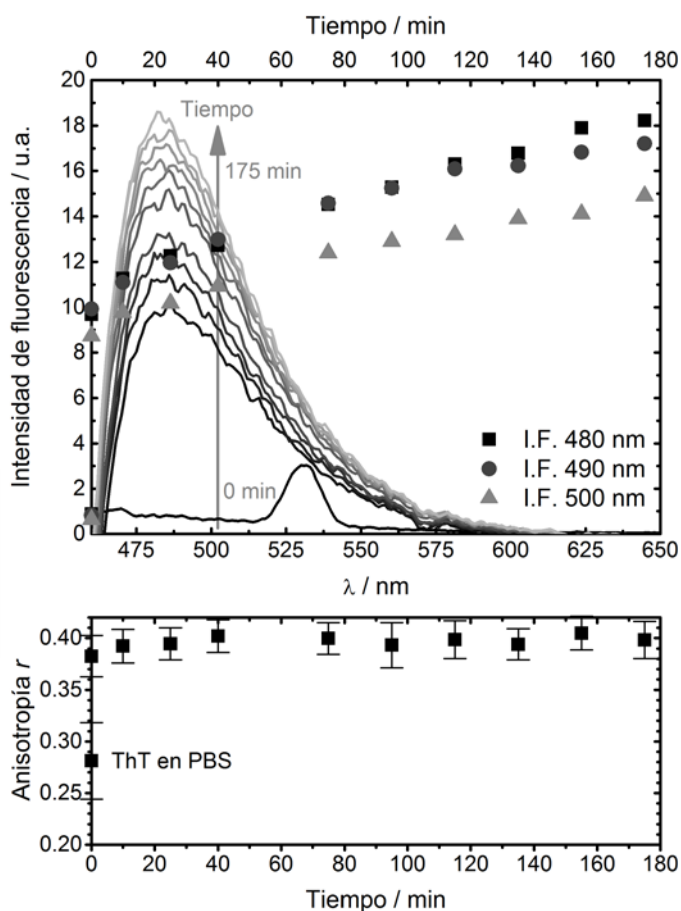 Tiempo / min
0 20 40 60 80 100 120 140 160 180
Intensidad de fluorescencia / u.a.
20
18
16
14
12
10
8
6
4
2
0
Tiempo
175 min
0 min
I.F. 480 nm
I.F. 490 nm
I.F. 500 nm
475 500 525 550 575 600 625 650
λ / nm
Anisotropía r
0.40
0.35
0.30
0.25
0.20
ThT en PBS
0 20 40 60 80 100 120 140 160 180
Tiempo / min